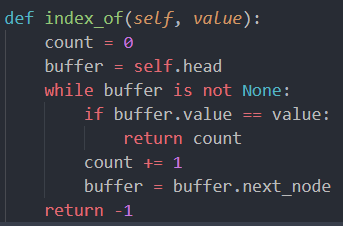 def index_of(self, value):
    count = 0
    buffer = self.head
    while buffer is not None:
        if buffer.value == value:
            return count
        count += 1
        buffer = buffer.next_node
    return -1